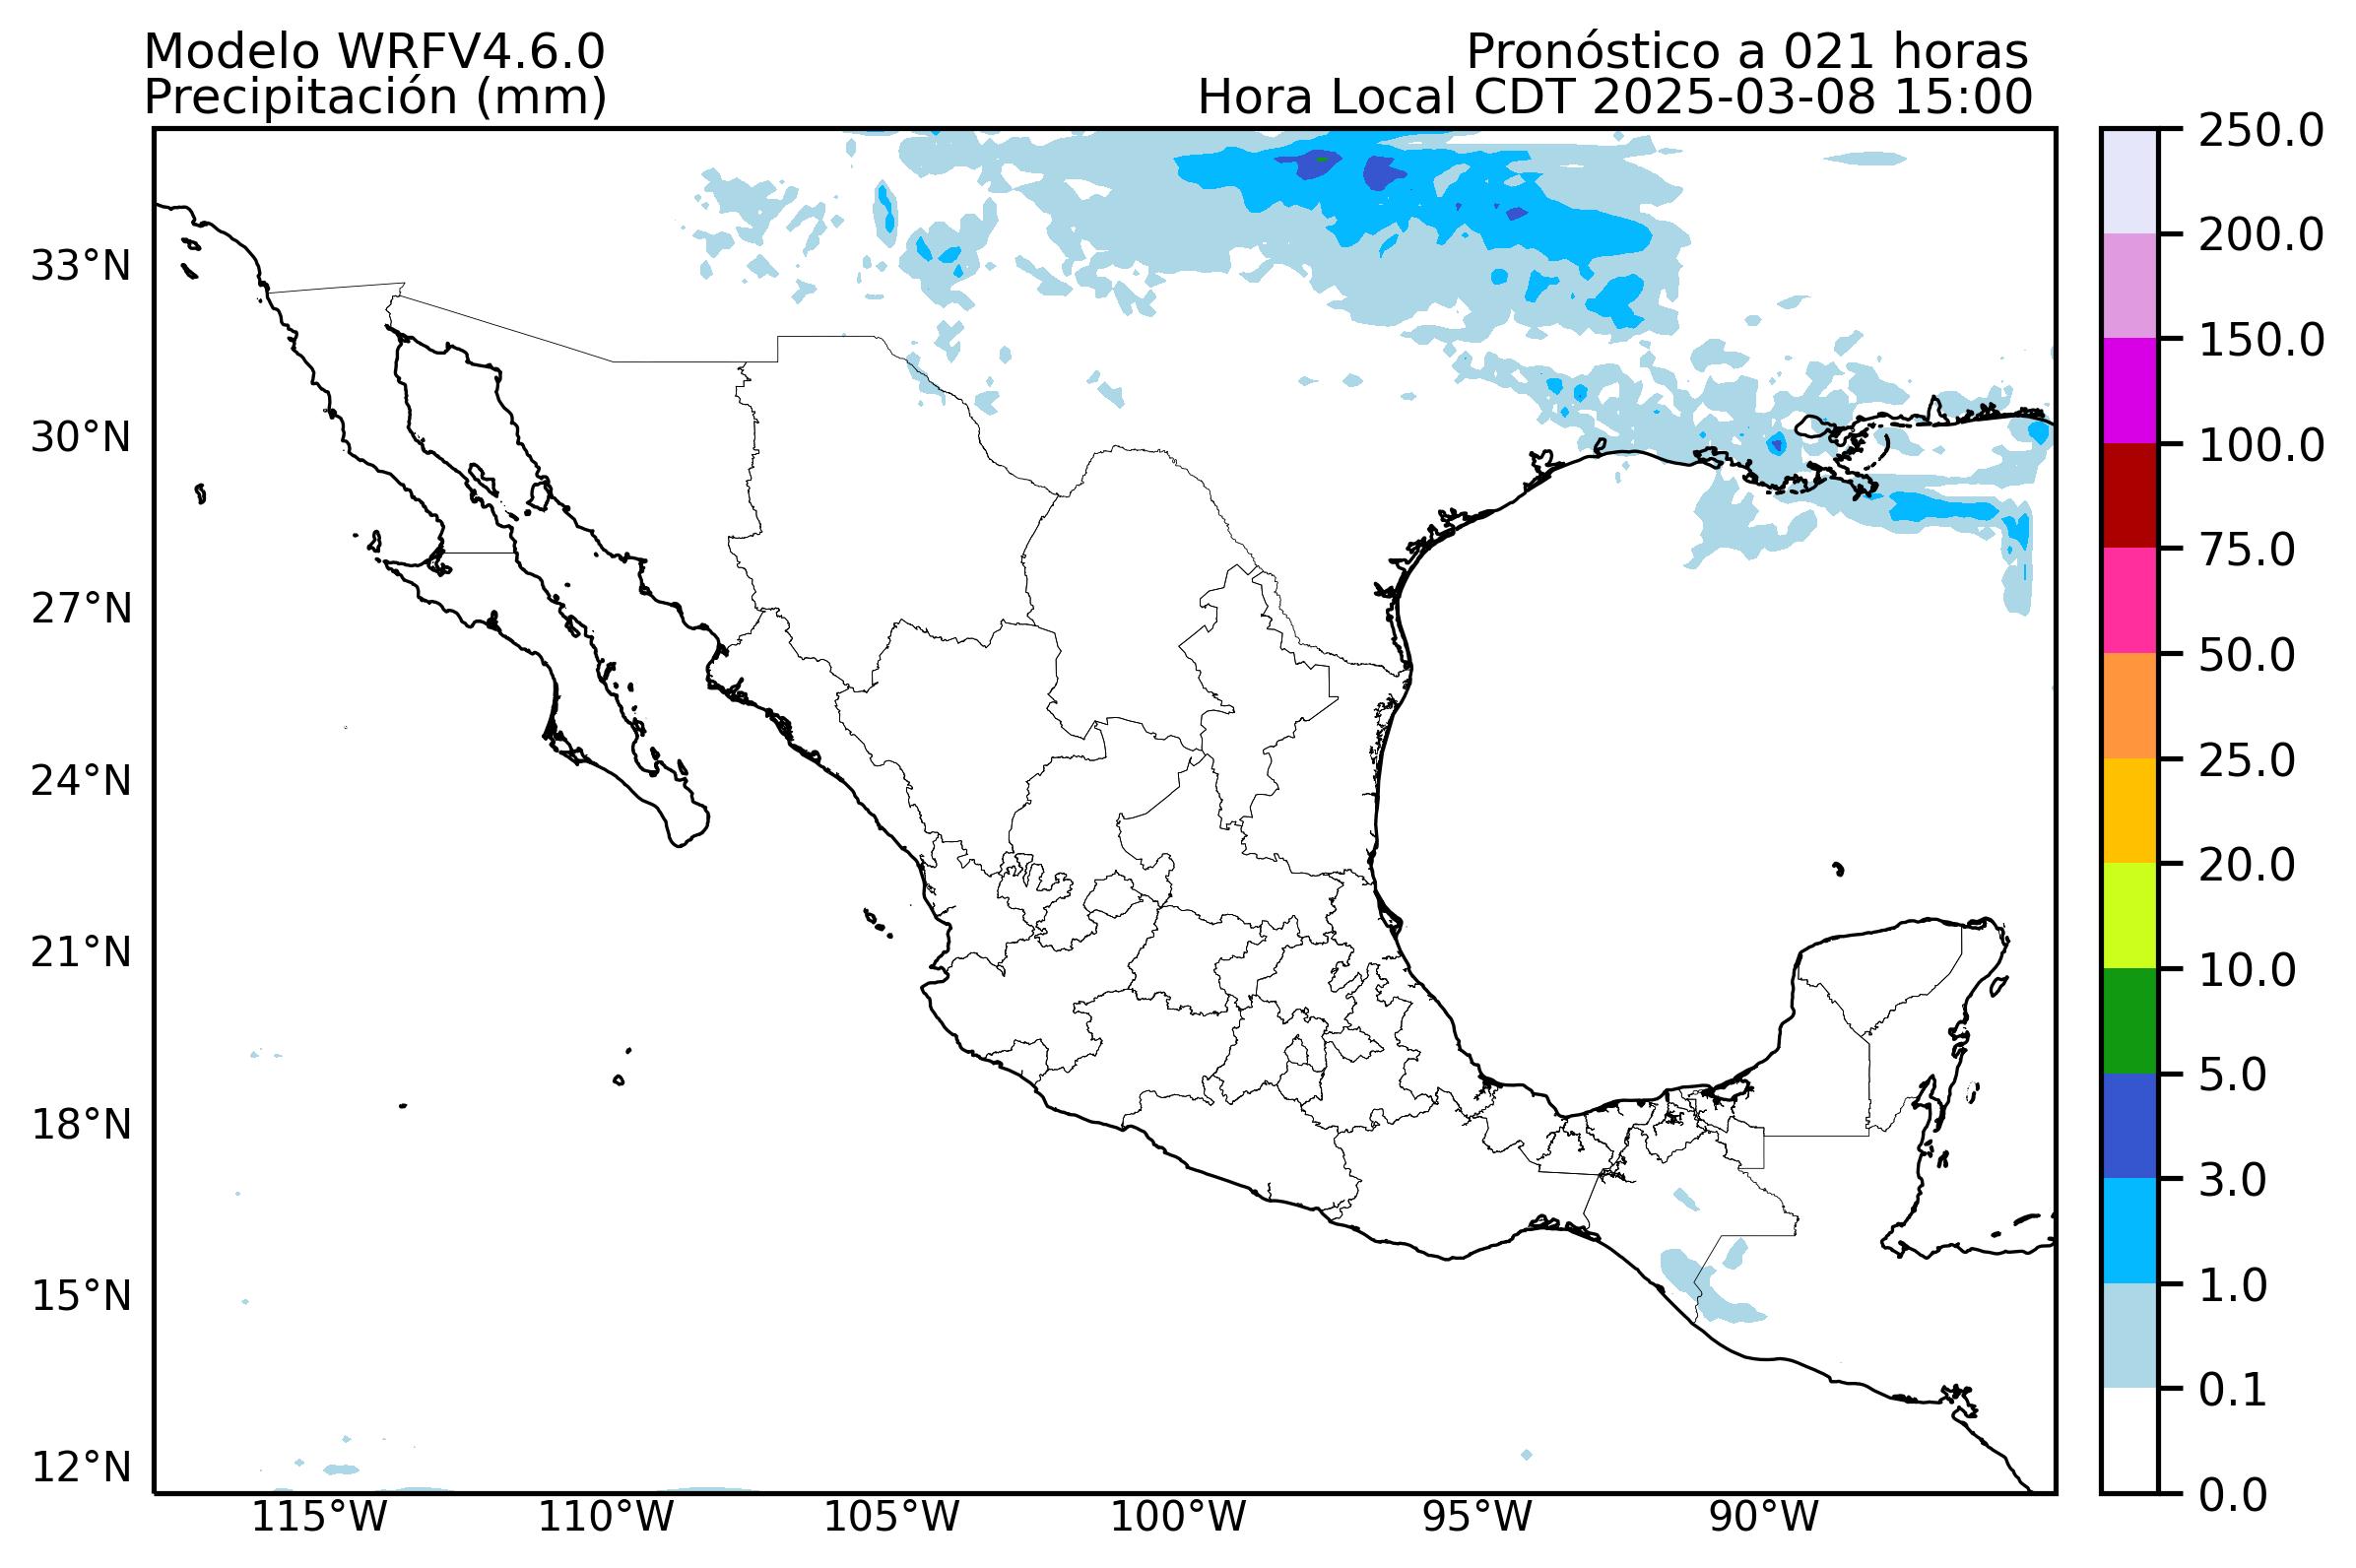 Modelo WRFV4.6.0
Pronóstico a 021 horas
Precipitación (mm)
Hora Local CDT 2025-03-08 15:00
33°N
30°N
27°N
24°N
21°N
18°N
15°N
12°N
115°W
110°W
105°W
100°W
95°W
90°W
250.0
200.0
150.0
100.0
75.0
50.0
25.0
20.0
10.0
5.0
3.0
1.0
0.1
0.0